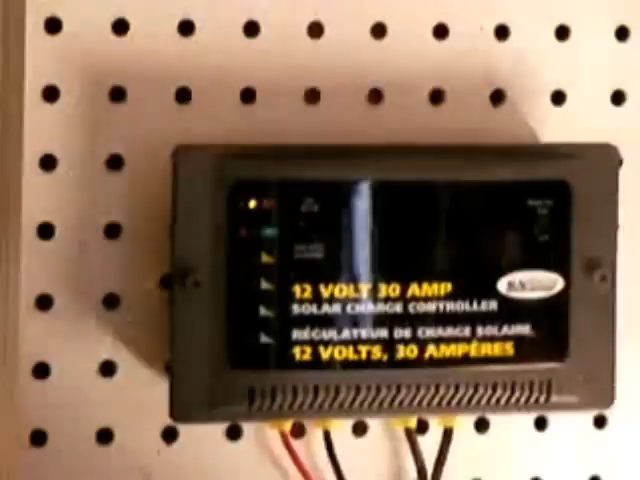 12 VOLT 30 AMP
SOLAR CHARGE CONTROLLER
RÉGULATEUR DE CHARGE SOLAIRE,
12 VOLTS, 30 AMPÈRES